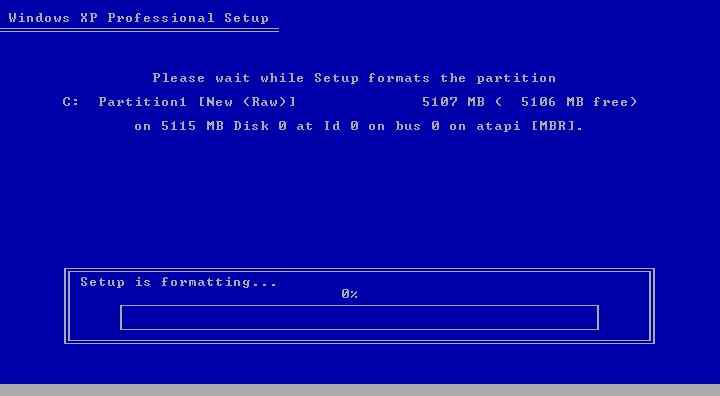 Windows XP Professional Setup
Please wait while Setup formats the partition
C:  Partition1 [New (Raw)]              5107 MB (  5106 MB free)
on 5115 MB Disk 0 at Id 0 on bus 0 on atapi [MBR].
Setup is formatting...
0%